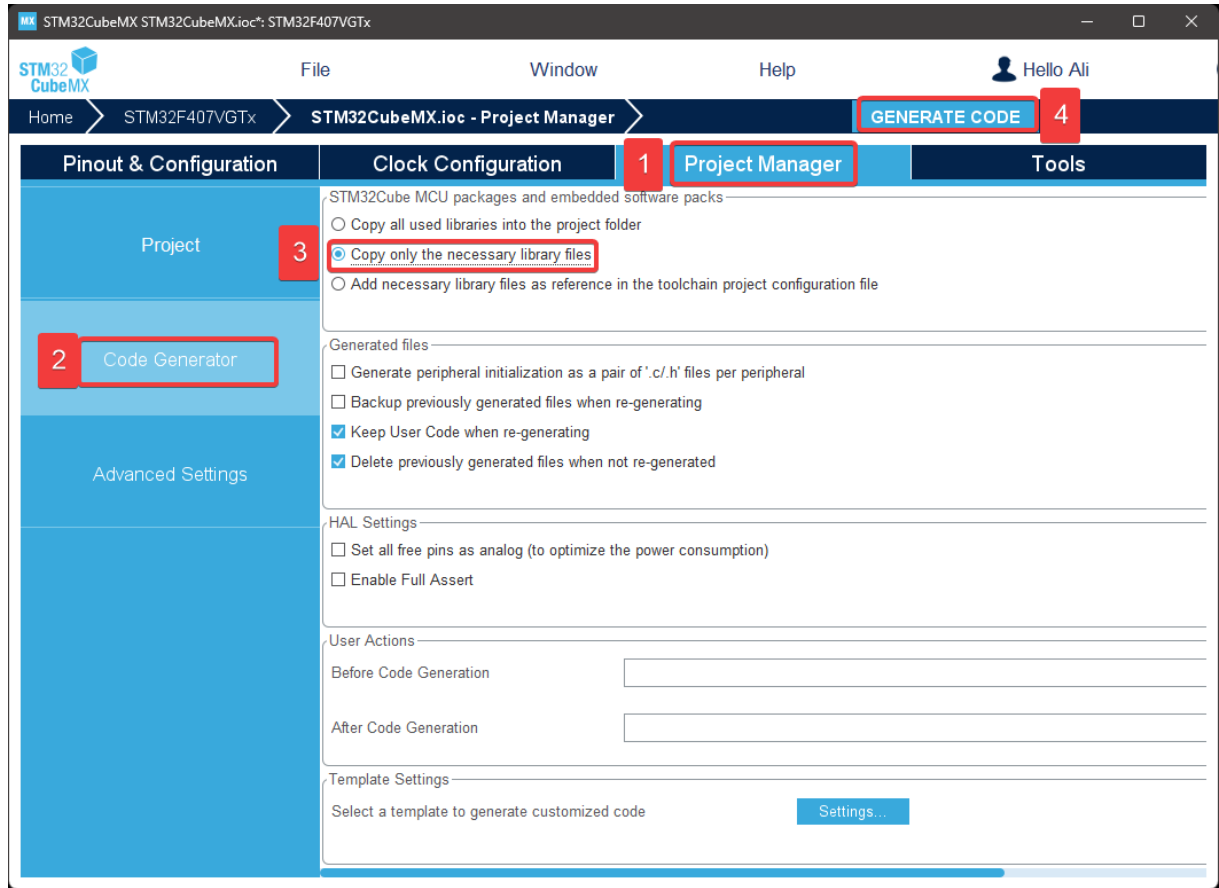 MX STM32CubeMX STM32CubeMX.ioc*: STM32F407VGTx
STM32 CubeMX
File Window Help Hello Ali
Home STM32F407VGTx STM32CubeMX.ioc - Project Manager GENERATE CODE 4
Pinout & Configuration Clock Configuration 1 Project Manager Tools
Project
2 Code Generator
Advanced Settings
STM32Cube MCU packages and embedded software packs
Copy all used libraries into the project folder
3 Copy only the necessary library files
Add necessary library files as reference in the toolchain project configuration file
Generated files
Generate peripheral initialization as a pair of '.c/.h' files per peripheral
Backup previously generated files when re-generating
Keep User Code when re-generating
Delete previously generated files when not re-generated
HAL Settings
Set all free pins as analog (to optimize the power consumption)
Enable Full Assert
User Actions
Before Code Generation
After Code Generation
Template Settings
Select a template to generate customized code Settings...